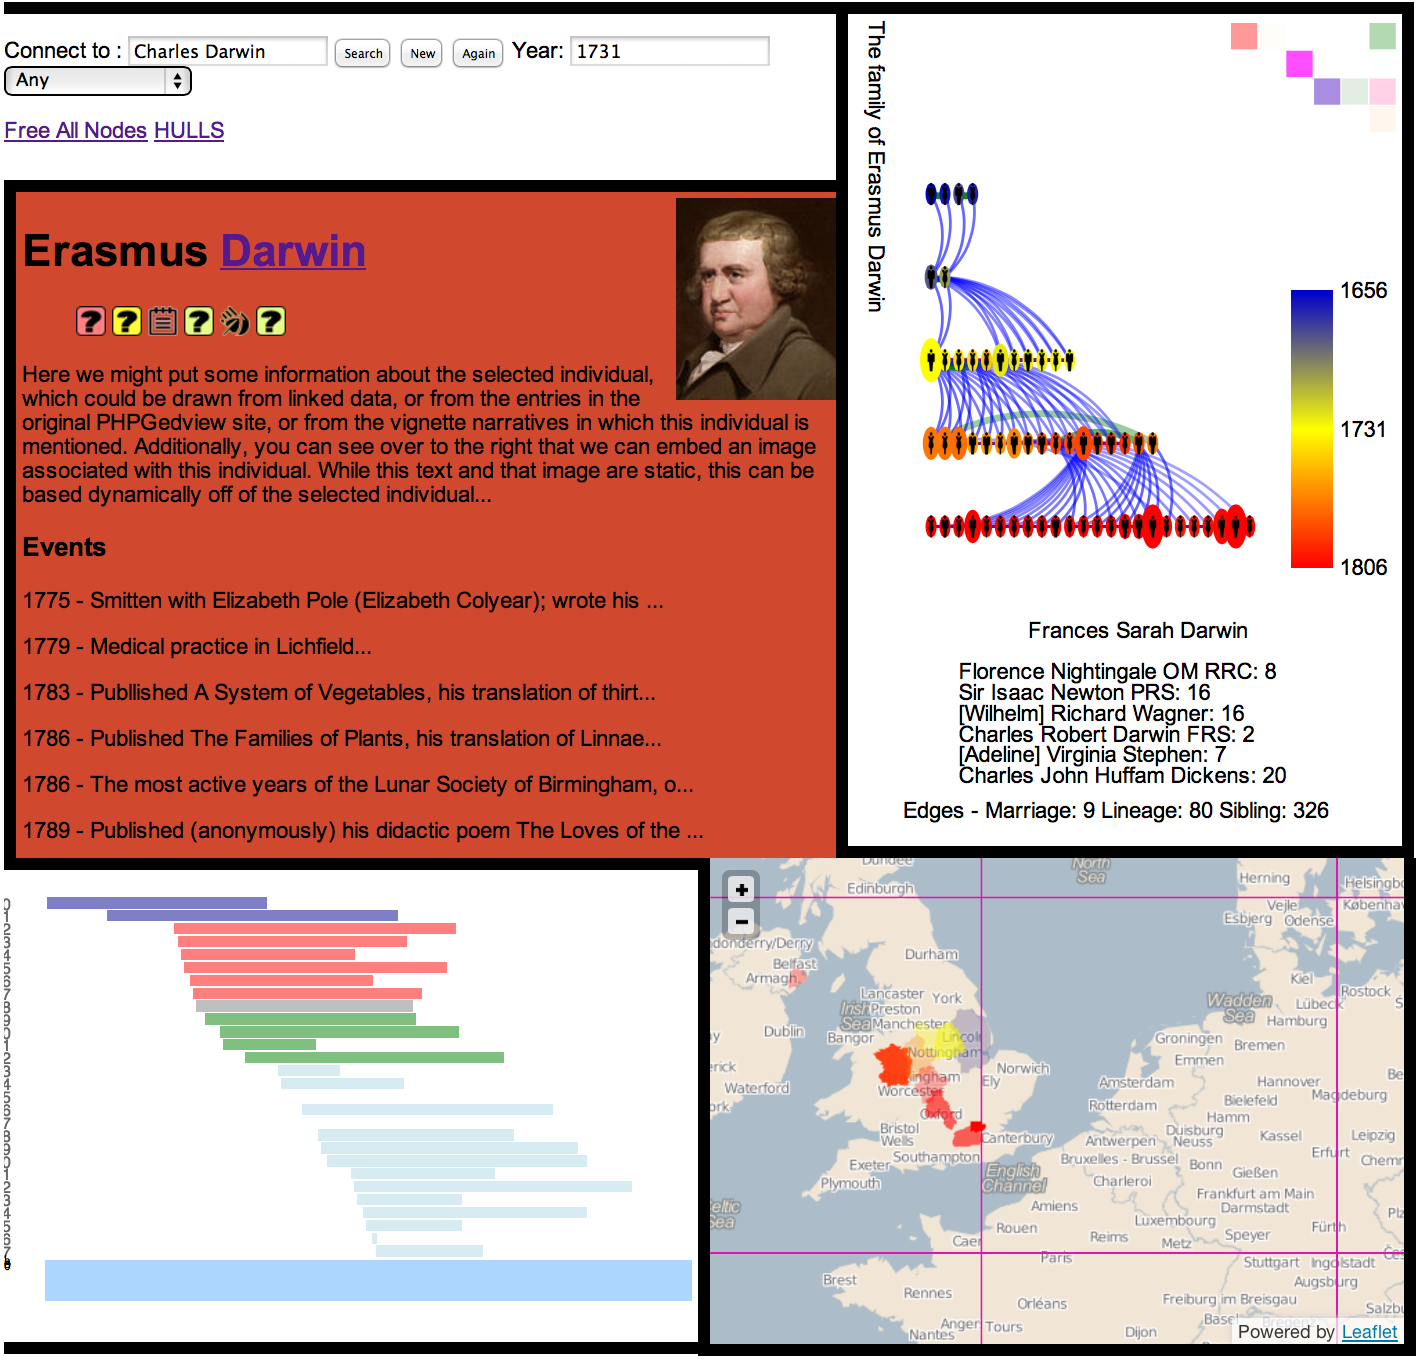 Connect to : Charles Darwin Search New Again Year: 1731
Any
Free All Nodes HULLS
Erasmus Darwin
Here we might put some information about the selected individual,
which could be drawn from linked data, or from the entries in the
original PHPGedview site, or from the vignette narratives in which this individual is
mentioned. Additionally, you can see over to the right that we can embed an image
associated with this individual. While this text and that image are static, this can be
based dynamically off of the selected individual...
Events
1775 - Smitten with Elizabeth Pole (Elizabeth Colyear); wrote his ...
1779 - Medical practice in Lichfield...
1783 - Publlished A System of Vegetables, his translation of thirt...
1786 - Published The Families of Plants, his translation of Linnae...
1786 - The most active years of the Lunar Society of Birmingham, o...
1789 - Published (anonymously) his didactic poem The Loves of the ...
The family of Erasmus Darwin
1656
1731
1806
Frances Sarah Darwin
Florence Nightingale OM RRC: 8
Sir Isaac Newton PRS: 16
[Wilhelm] Richard Wagner: 16
Charles Robert Darwin FRS: 2
[Adeline] Virginia Stephen: 7
Charles John Huffam Dickens: 20
Edges - Marriage: 9 Lineage: 80 Sibling: 326
+
-
Dundee
Edinburgh
North
Sea
Herning
Helsingb
Vejle
Københav
Esbjerg
Odense
ndonderry/Derry
Durham
Belfast
Armagh
Kiel
Rostock
Lancaster
York
Wadden
Sea
Lübeck
Irish
Sea
Preston
Hamburg
Manchester
Dublin
Bangor
Lincoln
Groningen
Bremen
Nottingham
Emmen
Norwich
Waterford
Ely
Amsterdam
Hannover
Worcester
Rotterdam
Bielefeld
Magdeburg
Oxford
Hamm
Bristol
Duisburg
Wells
Canterbury
Antwerpen
Neuss
Kassel
Leipzig
Southampton
Bruxelles - Brussel
Bonn
Erfurt
Chemn
Exeter
English
Channel
Gießen
Plymouth
Charleroi
Frankfurt am Main
Darmstadt
Amiens
Luxembourg
Rouen
Speyer
Fürth
Caen
Reims
Metz
Paris
Stuttgart
Ingolstadt
Brest
Augsburg
Rennes
Orléans
Freiburg im Breisgau
Salzbu
Angers
Tours
Basel
Nantes
Dijon
Powered by Leaflet